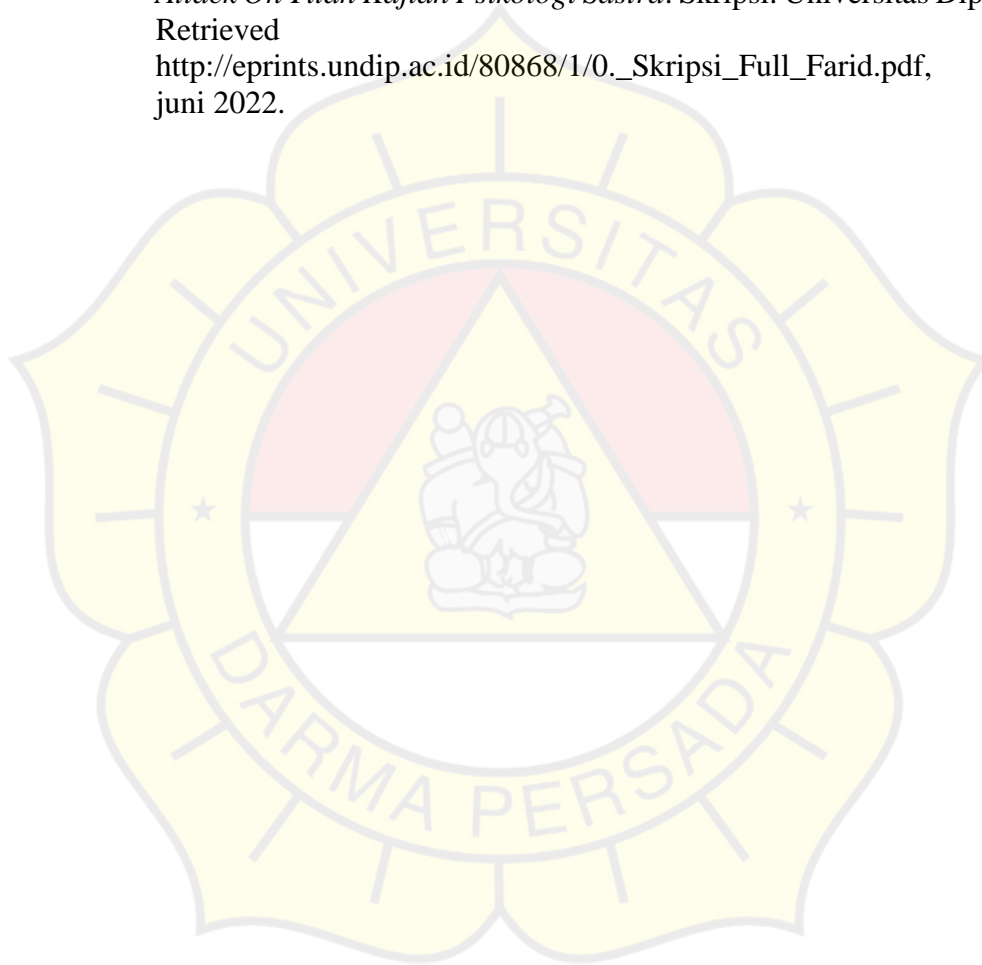 Attack On Titan Kajian Psikologi Sastra. Skripsi. Universitas Dip
Retrieved
http://eprints.undip.ac.id/80868/1/0._Skripsi_Full_Farid.pdf,
juni 2022.
UNIVERSITAS
DARMA PERSADA